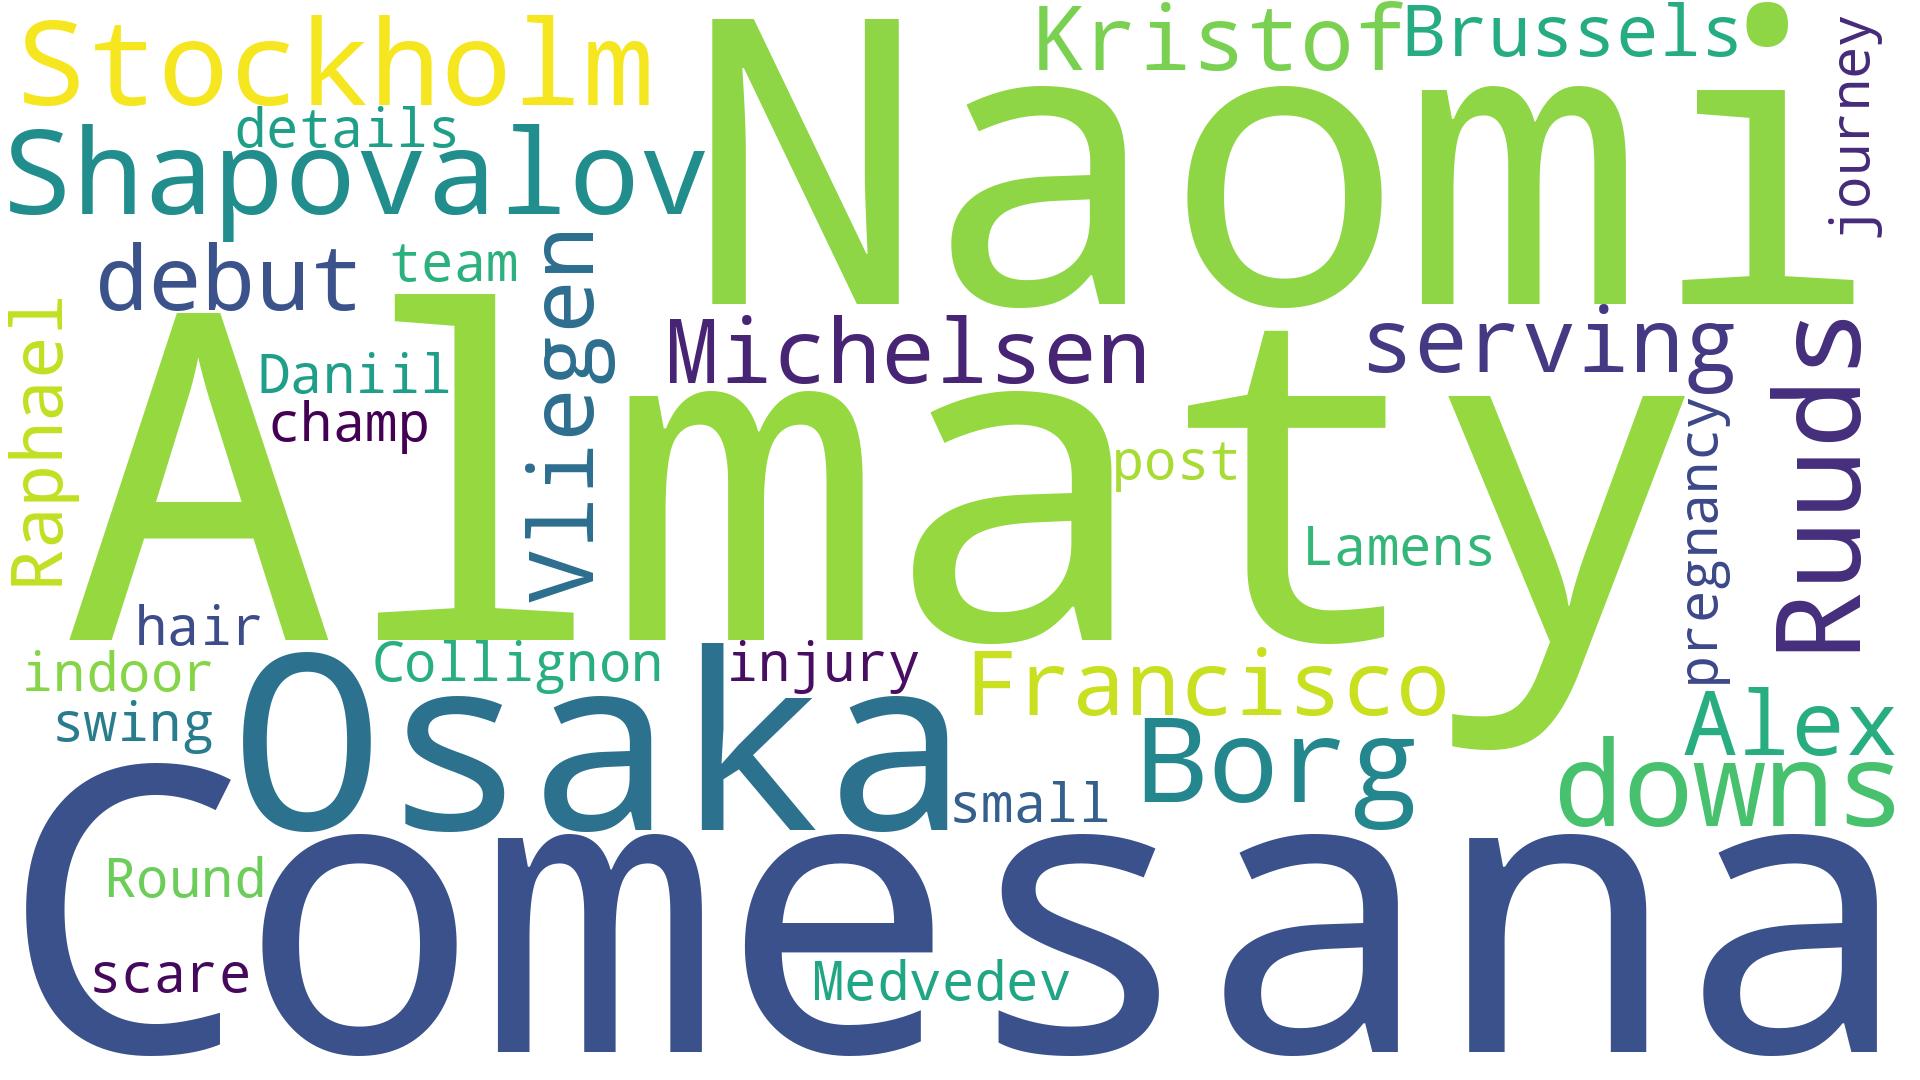 Stockholm
Naomi
Kristof
Brussels
journey
details
Shapovalov
debut
team
Vliegen
Raphael
Almaty
Daniil
champ
Michelsen
serving
Ruuds
post
pregnancy
Lamens
hair
indoor
swing
Collignon
Osaka
injury
Francisco
Alex
Borg
downs
small
Comesana
Round
scare
Medvedev
go